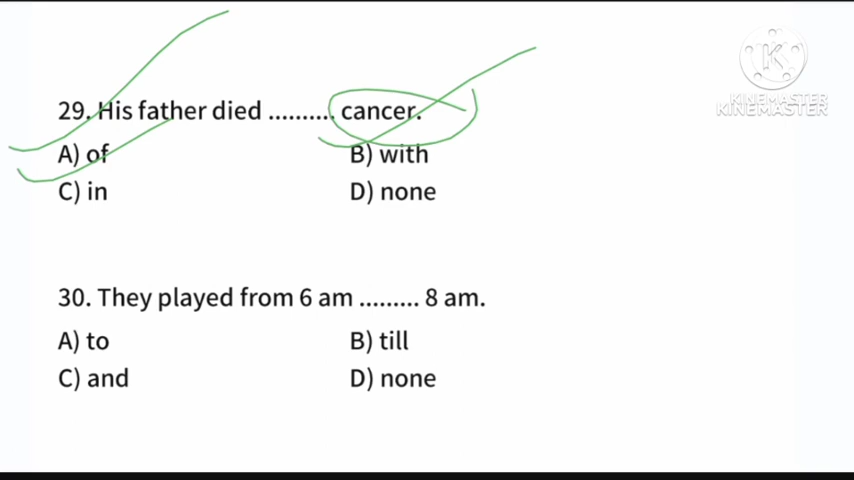 KINEMASTER
KINEMASTER
29. His father died .......... cancer.
A) of B) with
C) in D) none
30. They played from 6 am ......... 8 am.
A) to B) till
C) and D) none